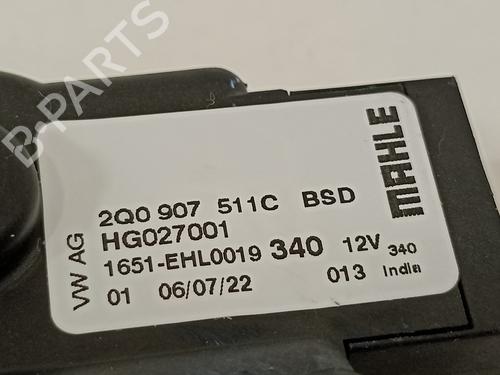 B-PARTS
MAHLE
VW AG
2Q0 907 511C BSD
HG027001
1651-EHL0019 340 12V 340
01 06/07/22 013 India